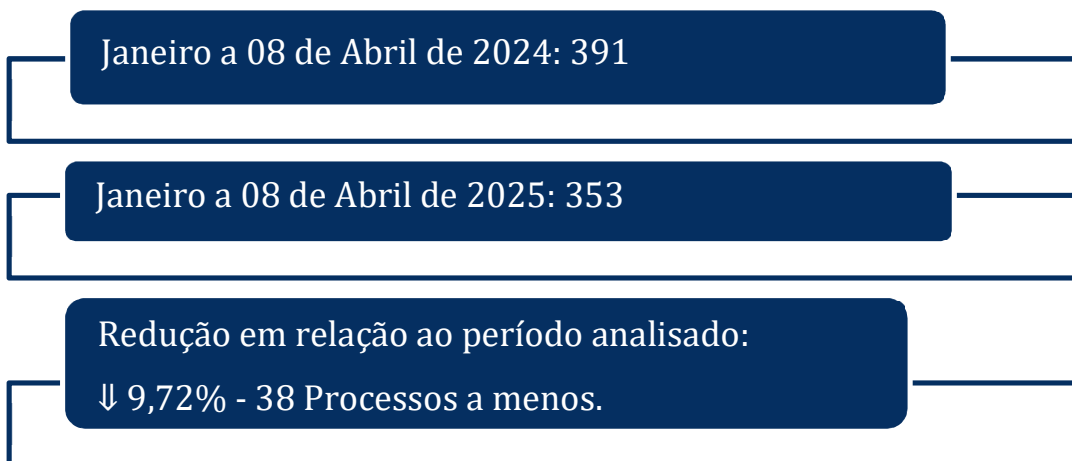 Janeiro a 08 de Abril de 2024: 391
Janeiro a 08 de Abril de 2025: 353
Redução em relação ao período analisado:
⇓ 9,72% - 38 Processos a menos.